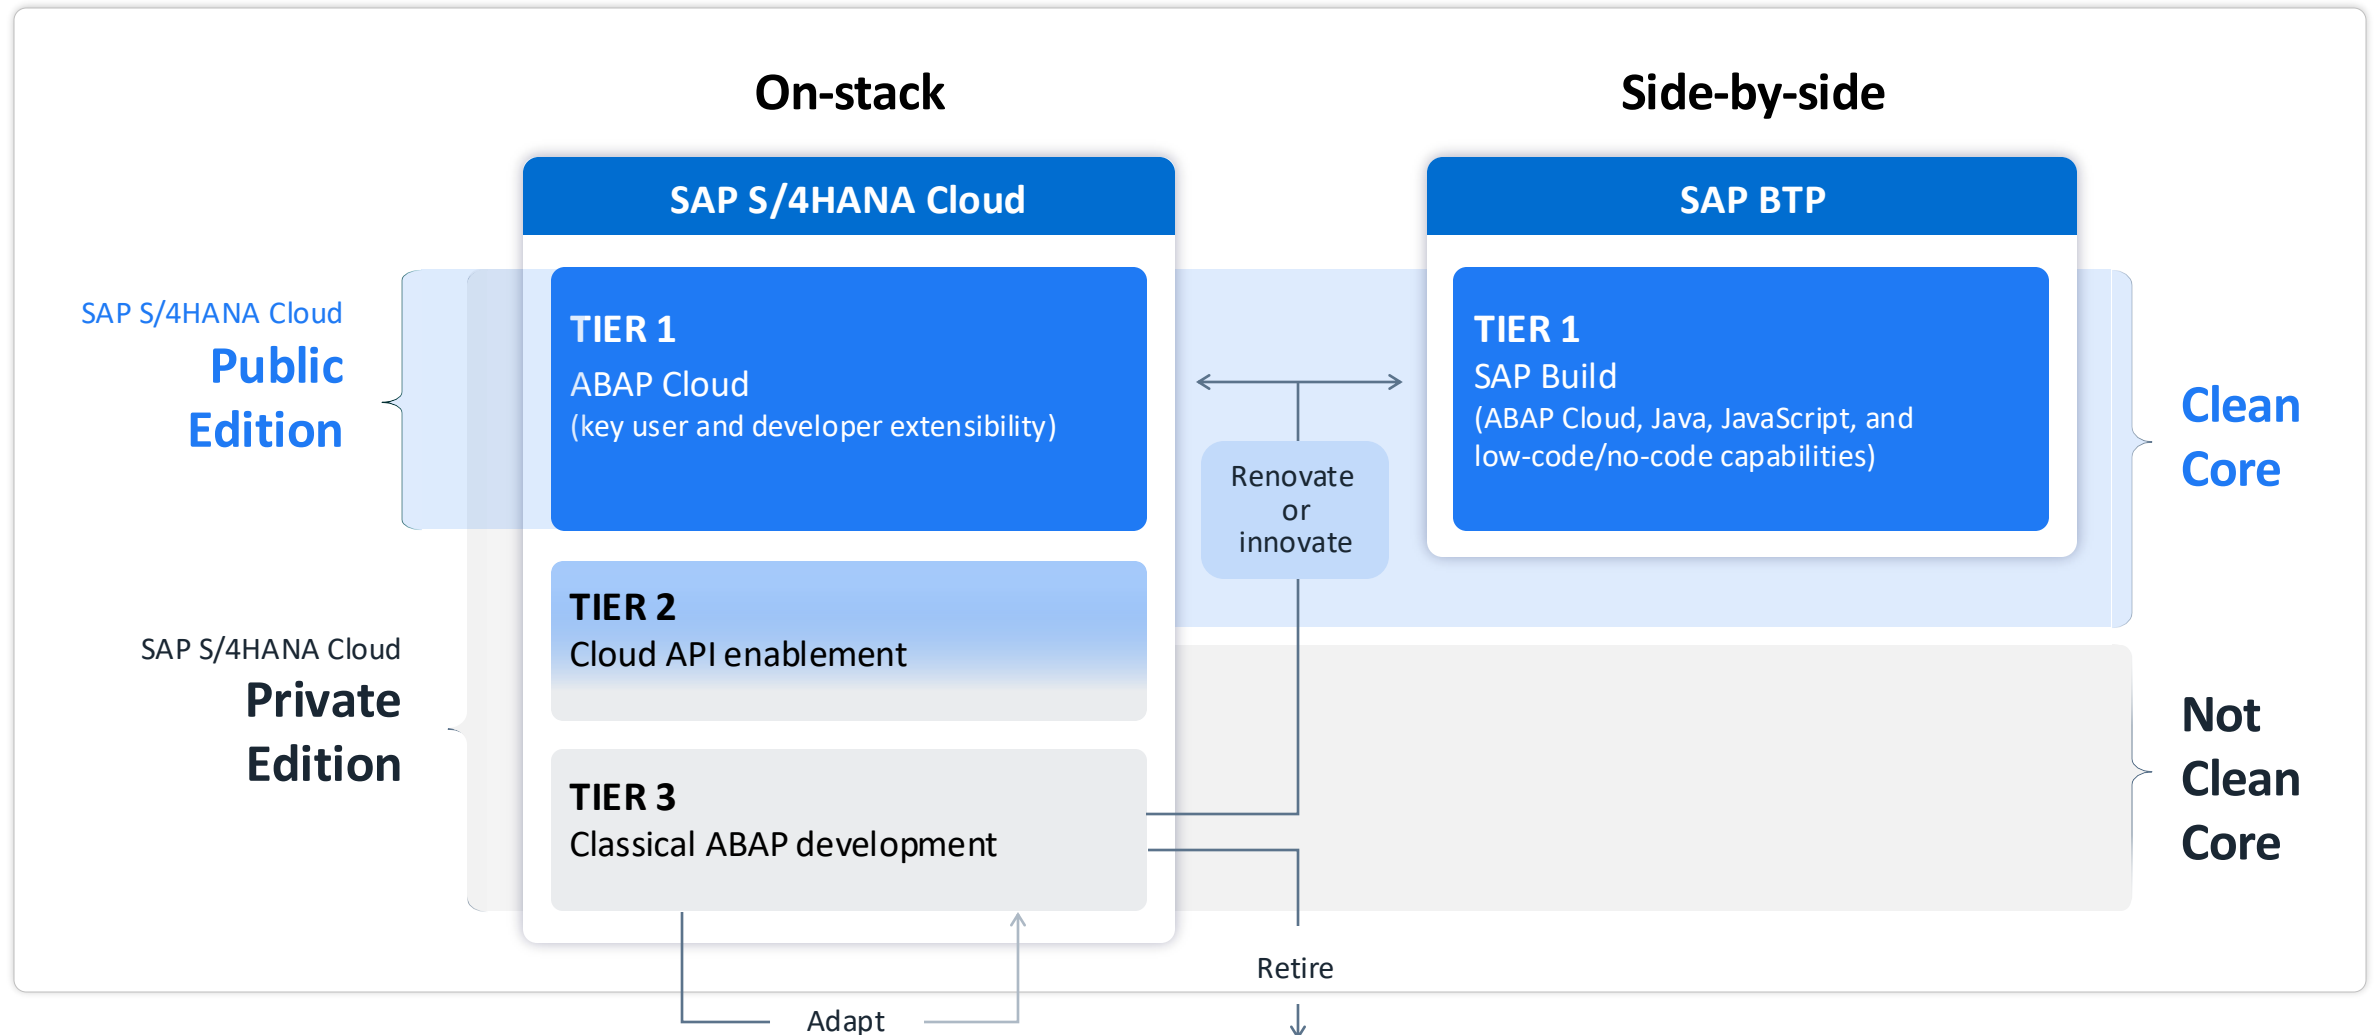 On-stack
Side-by-side
SAP S/4HANA Cloud
SAP BTP
SAP S/4HANA Cloud
Public
Edition
TIER 1
ABAP Cloud
(key user and developer extensibility)
TIER 1
SAP Build
(ABAP Cloud, Java, JavaScript, and
low-code/no-code capabilities)
Clean
Core
Renovate
or
innovate
TIER 2
Cloud API enablement
SAP S/4HANA Cloud
Private
Edition
TIER 3
Classical ABAP development
Not
Clean
Core
Retire
Adapt